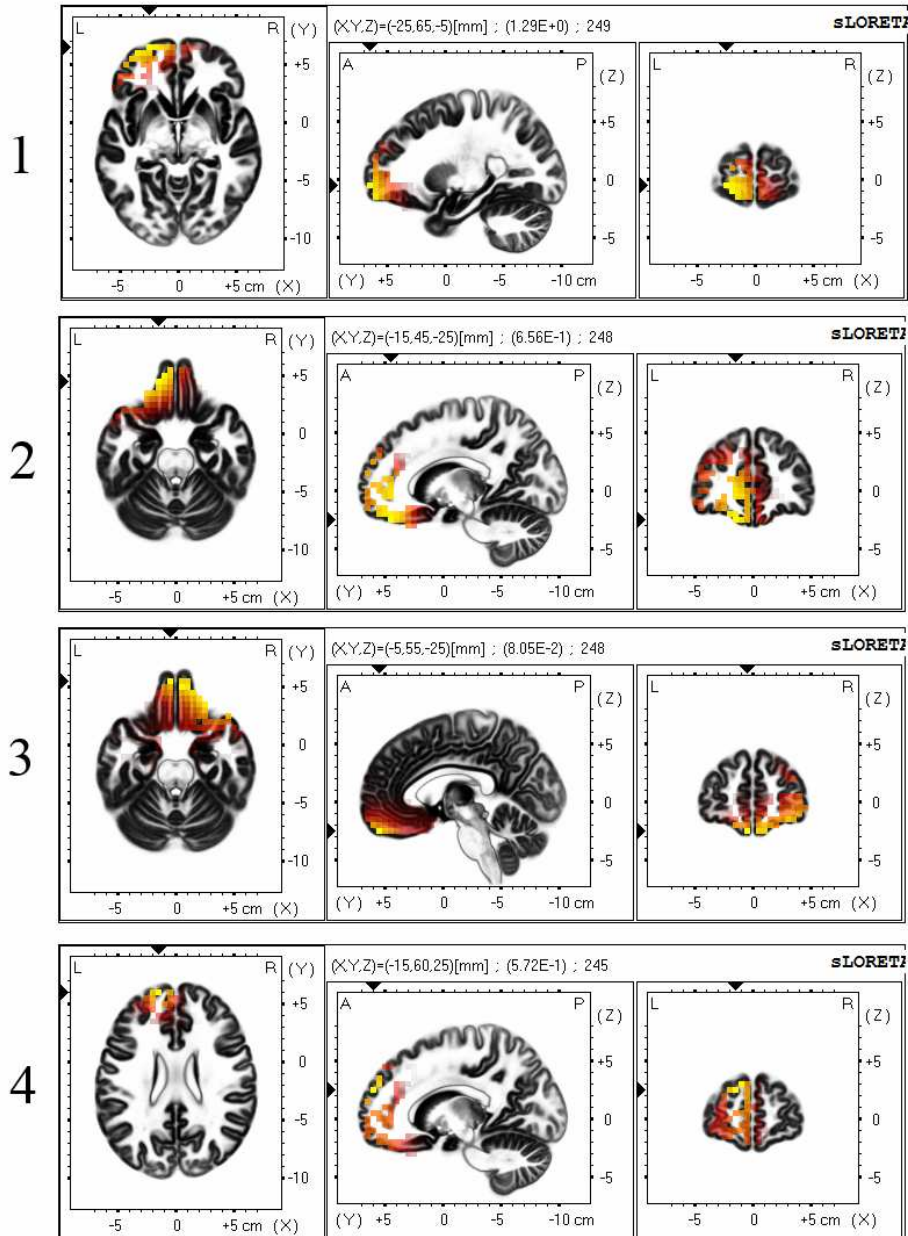 1
(X,Y,Z)=(-25,65,-5)[mm] ; (1.29E+0) ; 249 sLORETA
L R (Y) A P (Z) L R (Z)
+5 0 -5 -10
+5 0 -5
+5 0 -5
-5 0 +5 cm (X) (Y) +5 0 -5 -10 cm -5 0 +5 cm (X)
2
(X,Y,Z)=(-15,45,-25)[mm] ; (6.56E-1) ; 248 sLORETA
L R (Y) A P (Z) L R (Z)
+5 0 -5 -10
+5 0 -5
+5 0 -5
-5 0 +5 cm (X) (Y) +5 0 -5 -10 cm -5 0 +5 cm (X)
3
(X,Y,Z)=(-5,55,-25)[mm] ; (8.05E-2) ; 248 sLORETA
L R (Y) A P (Z) L R (Z)
+5 0 -5 -10
+5 0 -5
+5 0 -5
-5 0 +5 cm (X) (Y) +5 0 -5 -10 cm -5 0 +5 cm (X)
4
(X,Y,Z)=(-15,60,25)[mm] ; (5.72E-1) ; 245 sLORETA
L R (Y) A P (Z) L R (Z)
+5 0 -5 -10
+5 0 -5
+5 0 -5
-5 0 +5 cm (X) (Y) +5 0 -5 -10 cm -5 0 +5 cm (X)